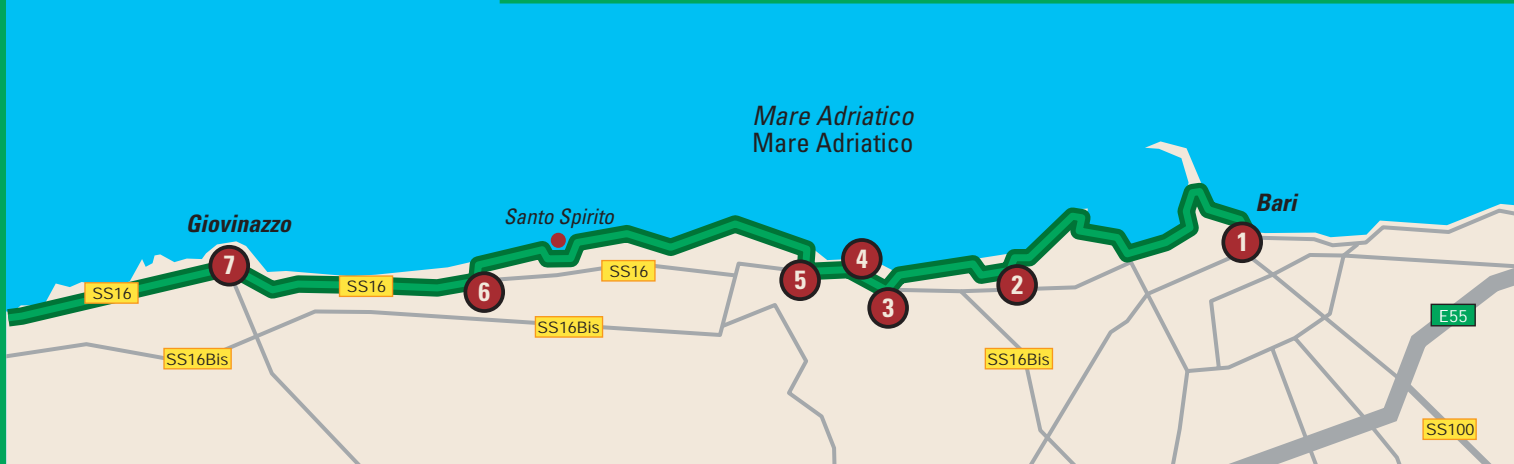 Mare Adriatico
Mare Adriatico
Giovinazzo
Santo Spirito
Bari
7
6
5
4
3
2
1
SS16
SS16
SS16
SS16Bis
SS16Bis
SS16Bis
E55
SS100